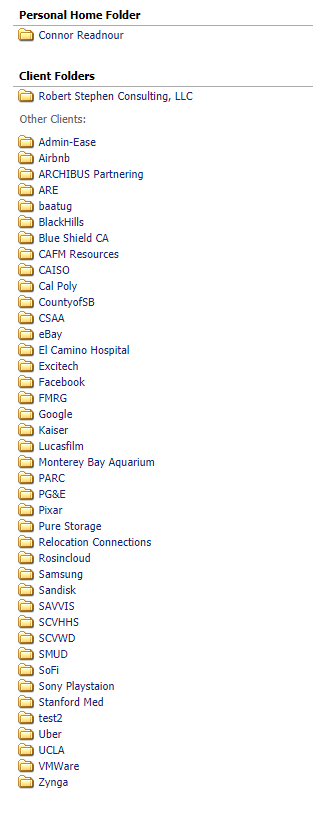 Personal Home Folder
Connor Readnour
Client Folders
Robert Stephen Consulting, LLC
Other Clients:
Admin-Ease
Airbnb
ARCHIBUS Partnering
ARE
baatug
BlackHills
Blue Shield CA
CAFM Resources
CAISO
Cal Poly
CountyofSB
CSAA
eBay
El Camino Hospital
Excitech
Facebook
FMRG
Google
Kaiser
Lucasfilm
Monterey Bay Aquarium
PARC
PG&E
Pixar
Pure Storage
Relocation Connections
Rosincloud
Samsung
Sandisk
SAVVIS
SCVHHS
SCVWD
SMUD
SoFi
Sony Playstaion
Stanford Med
test2
Uber
UCLA
VMWare
Zynga